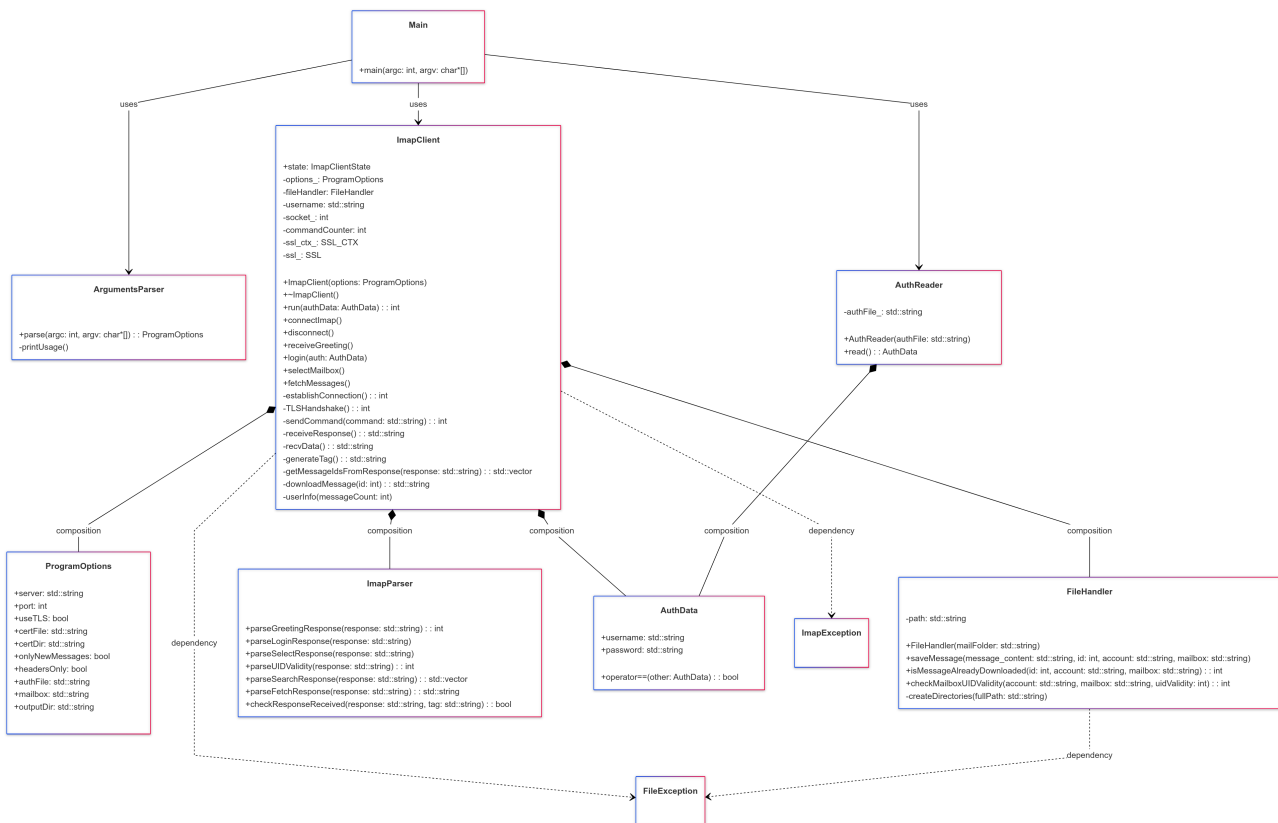 Main
+main(argc: int, argv: char*[])
uses
uses
uses
ImapClient
+state: ImapClientState
-options_: ProgramOptions
-fileHandler: FileHandler
-username: std::string
-socket_: int
-commandCounter: int
-ssl_ctx_: SSL_CTX
-ssl_: SSL
+ImapClient(options: ProgramOptions)
+~ImapClient()
+run(authData: AuthData) : : int
+connectImap()
+disconnect()
+receiveGreeting()
+login(auth: AuthData)
+selectMailbox()
+fetchMessages()
-establishConnection() : : int
-TLSHandshake() : : int
-sendCommand(command: std::string) : : int
-receiveResponse() : : std::string
-recvData() : : std::string
-generateTag() : : std::string
-getMessageIdsFromResponse(response: std::string) : : std::vector
-downloadMessage(id: int) : : std::string
-userInfo(messageCount: int)
ArgumentsParser
+parse(argc: int, argv: char*[]) : : ProgramOptions
-printUsage()
AuthReader
-authFile_: std::string
+AuthReader(authFile: std::string)
+read() : : AuthData
composition
composition
composition
composition
dependency
composition
ProgramOptions
+server: std::string
+port: int
+useTLS: bool
+certFile: std::string
+certDir: std::string
+onlyNewMessages: bool
+headersOnly: bool
+authFile: std::string
+mailbox: std::string
+outputDir: std::string
dependency
ImapParser
+parseGreetingResponse(response: std::string) : : int
+parseLoginResponse(response: std::string)
+parseSelectResponse(response: std::string)
+parseUIDValidity(response: std::string) : : int
+parseSearchResponse(response: std::string) : : std::vector
+parseFetchResponse(response: std::string) : : std::string
+checkResponseReceived(response: std::string, tag: std::string) : : bool
AuthData
+username: std::string
+password: std::string
+operator==(other: AuthData) : : bool
ImapException
FileHandler
-path: std::string
+FileHandler(mailFolder: std::string)
+saveMessage(message_content: std::string, id: int, account: std::string, mailbox: std::string)
+isMessageAlreadyDownloaded(id: int, account: std::string, mailbox: std::string) : : int
+checkMailboxUIDValidity(account: std::string, mailbox: std::string, uidValidity: int) : : int
-createDirectories(fullPath: std::string)
dependency
FileException